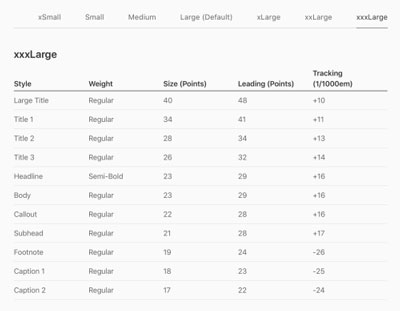 xSmall Small Medium Large (Default) xLarge xxLarge xxxLarge
xxxLarge
Style Weight Size (Points) Leading (Points) Tracking (1/1000em)
Large Title Regular 40 48 +10
Title 1 Regular 34 41 +11
Title 2 Regular 28 34 +13
Title 3 Regular 26 32 +14
Headline Semi-Bold 23 29 +16
Body Regular 23 29 +16
Callout Regular 22 28 +16
Subhead Regular 21 28 +17
Footnote Regular 19 24 -26
Caption 1 Regular 18 23 -25
Caption 2 Regular 17 22 -24